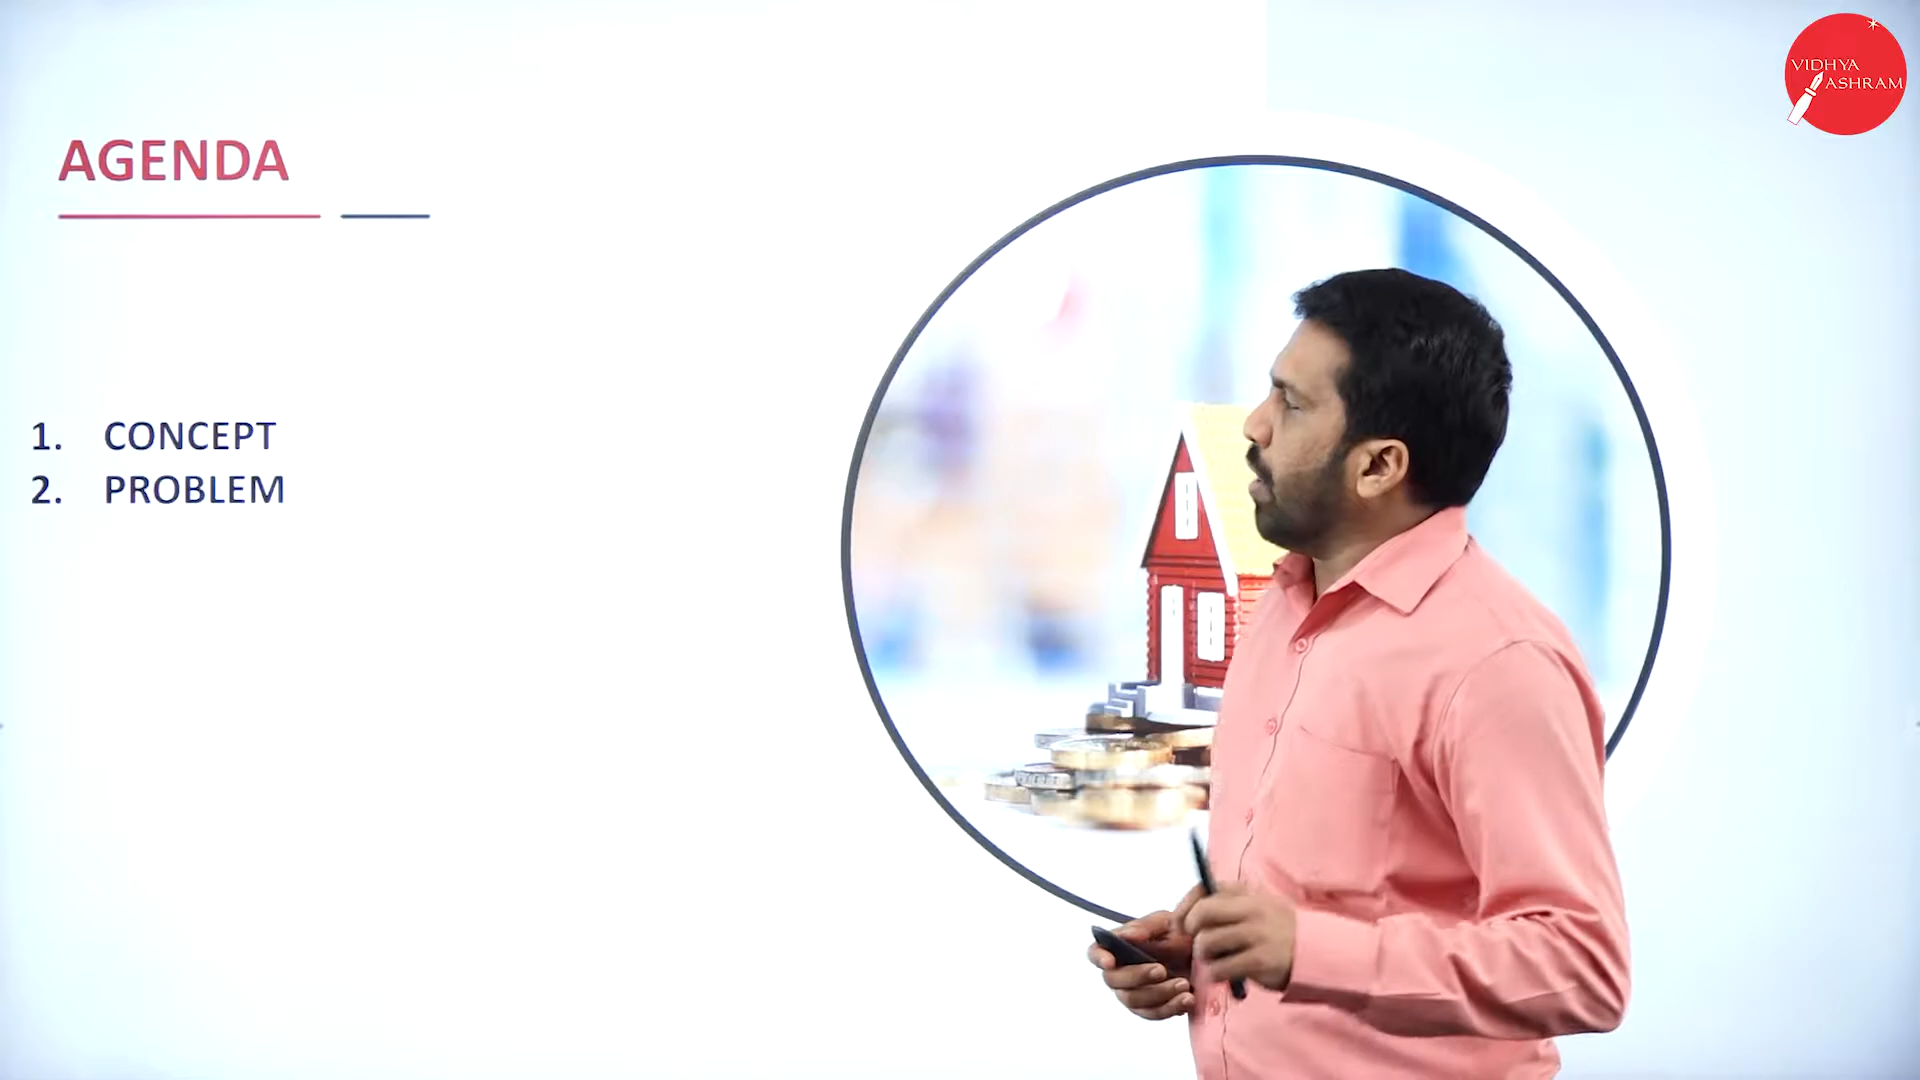 VIDHYA
ASHRAM
AGENDA
1. CONCEPT
2. PROBLEM